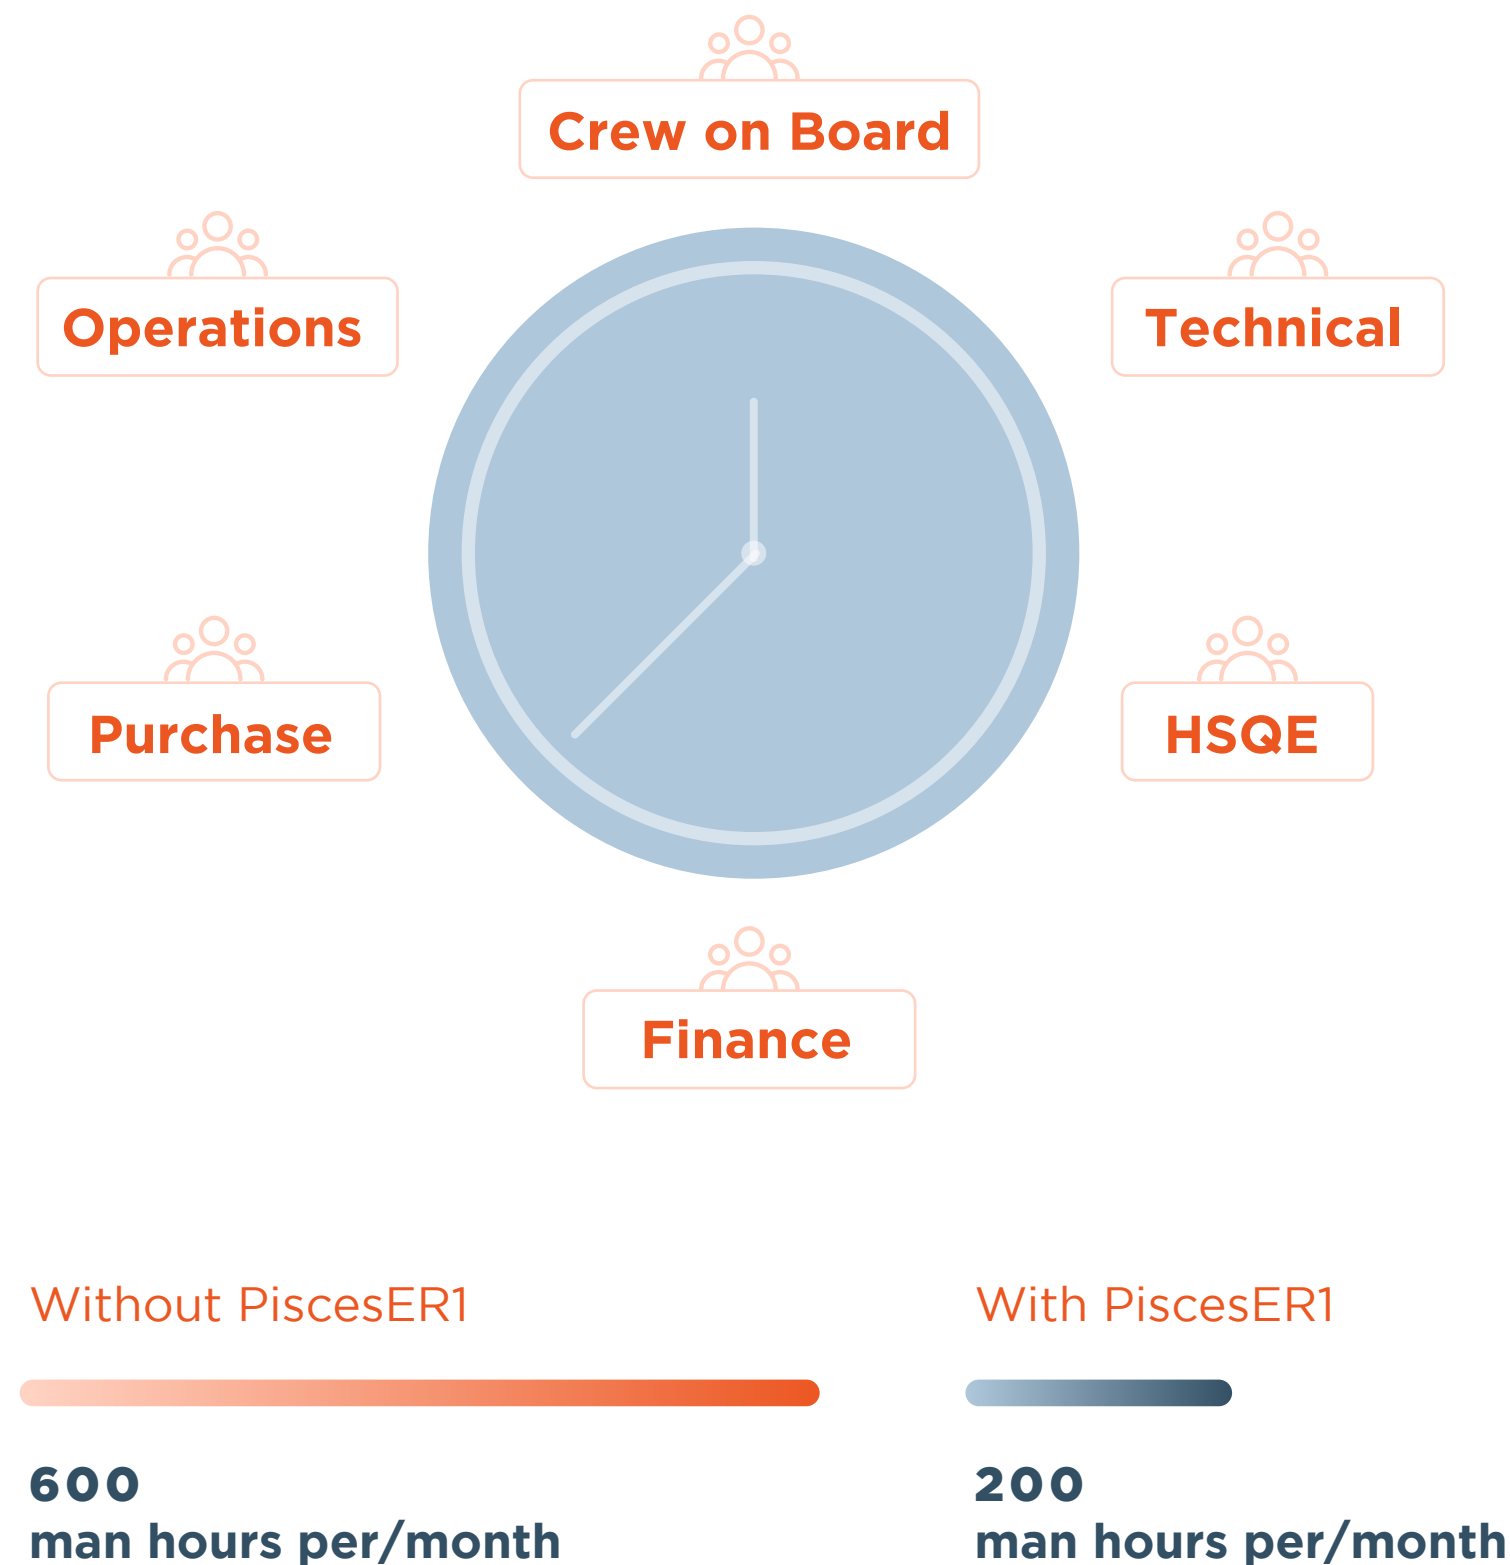 Crew on Board
Operations
Technical
Purchase
HSQE
Finance
Without PiscesER1
With PiscesER1
600
man hours per/month
200
man hours per/month